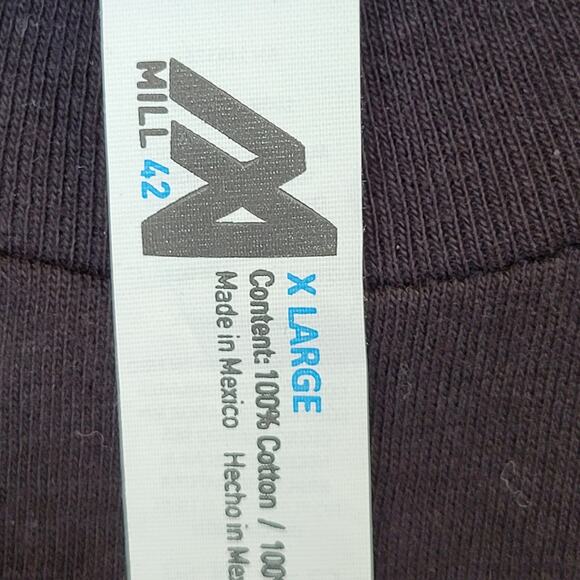 MILL 42
X LARGE
Content: 100% Cotton / 100
Made in Mexico Hecho in Me